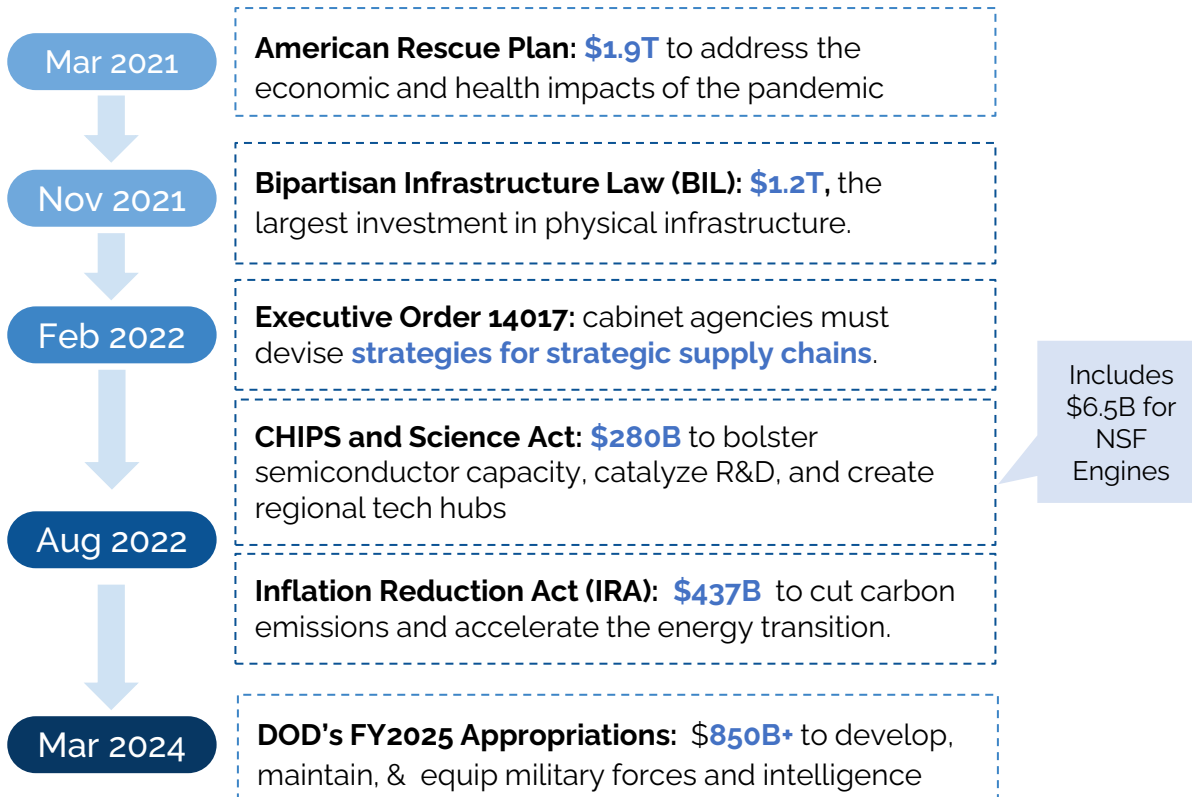 Mar 2021
American Rescue Plan: $1.9T to address the
economic and health impacts of the pandemic
Nov 2021
Bipartisan Infrastructure Law (BIL): $1.2T, the
largest investment in physical infrastructure.
Feb 2022
Executive Order 14017: cabinet agencies must
devise strategies for strategic supply chains.
CHIPS and Science Act: $280B to bolster
semiconductor capacity, catalyze R&D, and create
regional tech hubs
Includes
$6.5B for
NSF
Engines
Aug 2022
Inflation Reduction Act (IRA): $437B to cut carbon
emissions and accelerate the energy transition.
Mar 2024
DOD’s FY2025 Appropriations: $850B+ to develop,
maintain, & equip military forces and intelligence